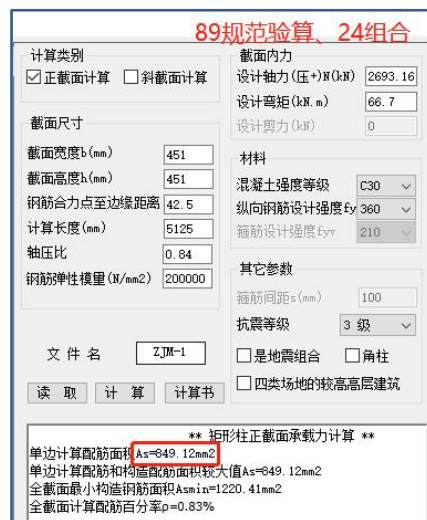 89规范验算、24组合
计算类别
正截面计算 斜截面计算
截面尺寸
截面宽度b(mm) 451
截面高度h(mm) 451
钢筋合力点至边缘距离 42.5
计算长度(mm) 5125
轴压比 0.84
钢筋弹性模量(N/mm2) 200000
文 件 名 ZJM-1
读 取 计 算 计算书
截面内力
设计轴力(压+)N(kN) 2693.16
设计弯矩(kN.m) 66.7
设计剪力(kN) 0
材料
混凝土强度等级 C30
纵向钢筋设计强度fy 360
箍筋设计强度fyv 210
其它参数
箍筋间距s(mm) 100
抗震等级 3 级
是地震组合 角柱
四类场地的较高高层建筑
** 矩形柱正截面承载力计算 **
单边计算配筋面积As=849.12mm2
单边计算配筋和构造配筋面积较大值As=849.12mm2
全截面最小构造钢筋面积Asmin=1220.41mm2
全截面计算配筋百分率ρ=0.83%